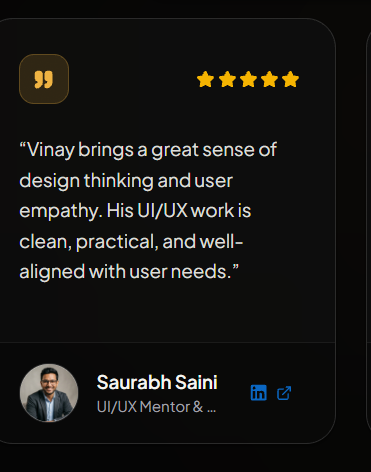 “Vinay brings a great sense of
design thinking and user
empathy. His UI/UX work is
clean, practical, and well-
aligned with user needs.”
Saurabh Saini
UI/UX Mentor & ...